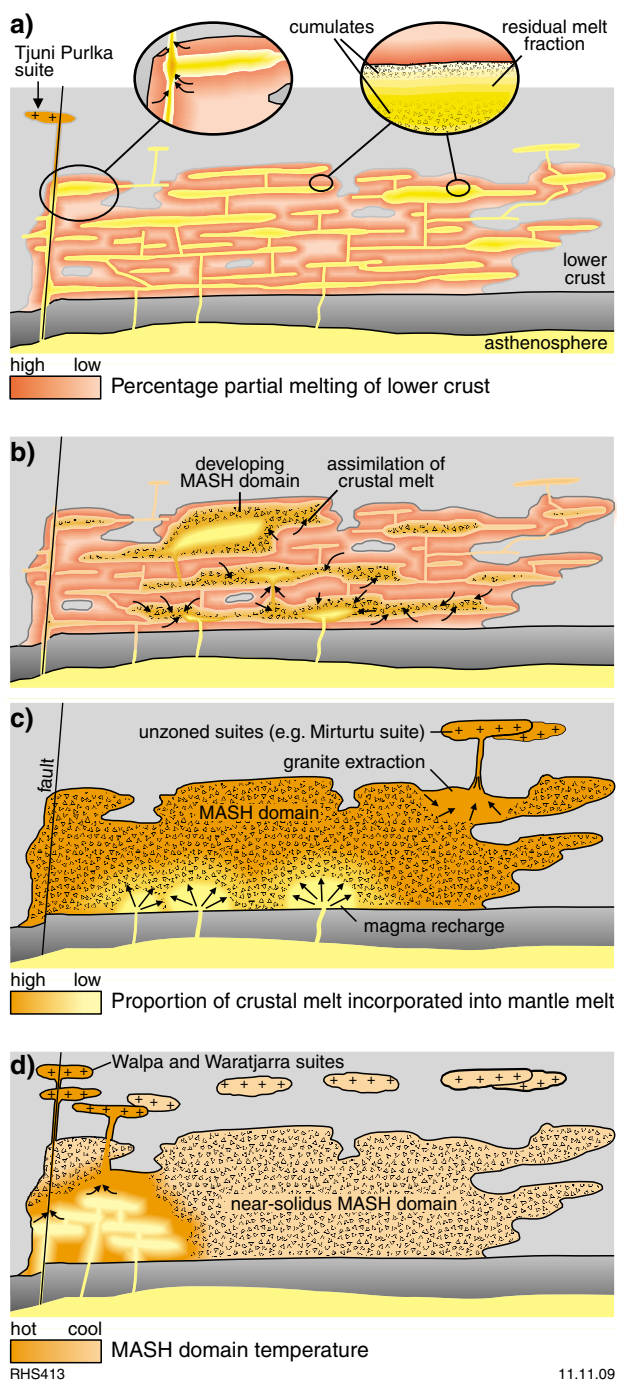 a)
Tjuni Purlka
suite
cumulates
residual melt
fraction
lower
crust
asthenosphere
high low
Percentage partial melting of lower crust
b)
developing
MASH domain
assimilation of
crustal melt
c)
fault
unzoned suites (e.g. Mirturtu suite)
granite extraction
MASH domain
magma recharge
high low
Proportion of crustal melt incorporated into mantle melt
d)
Walpa and Waratjarra suites
near-solidus MASH domain
hot cool
MASH domain temperature
RHS413 11.11.09